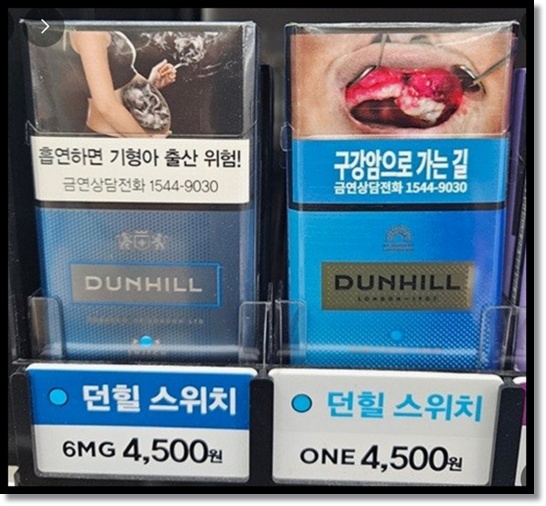 흡연하면 기형아 출산 위험!
금연상담전화 1544-9030
DUNHILL
던힐 스위치
6MG 4,500원
구강암으로 가는 길
금연상담전화 1544-9030
DUNHILL
던힐 스위치
ONE 4,500원